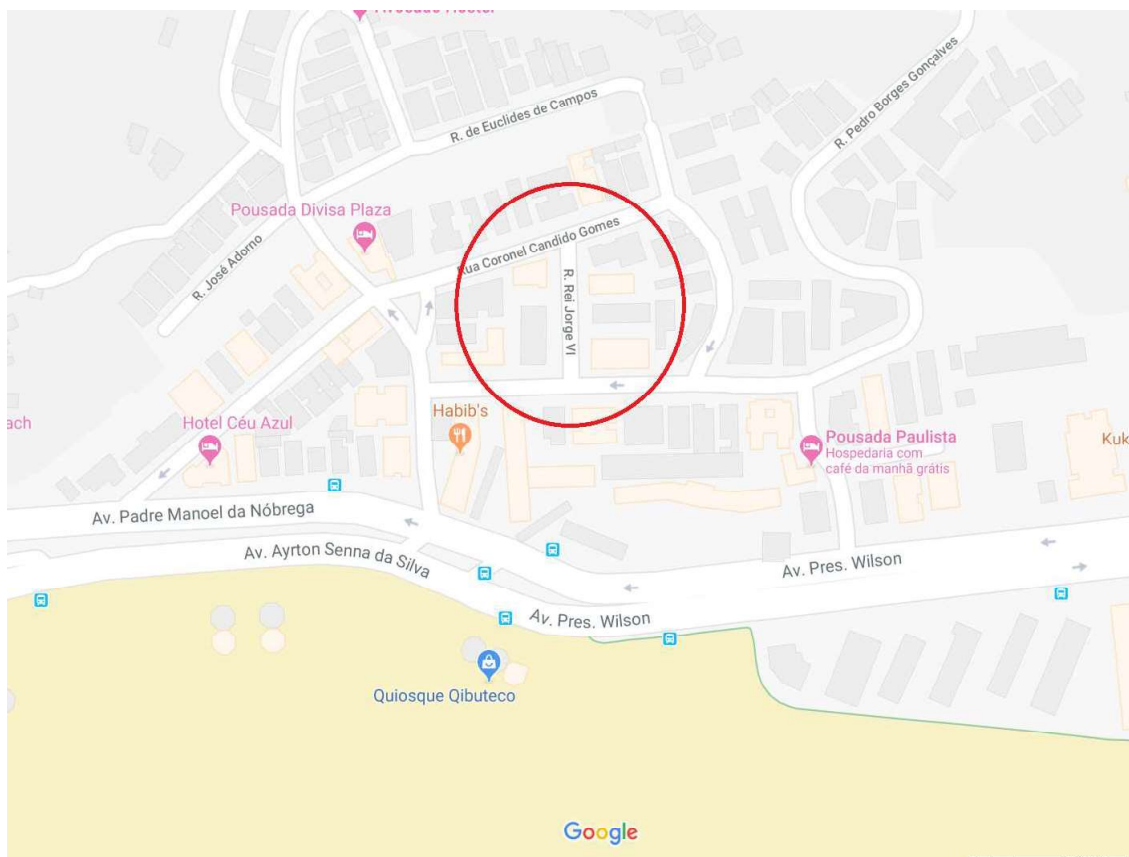 Avocado Hostel
R. de Euclides de Campos
R. Pedro Borges Gonçalves
Pousada Divisa Plaza
Rua Coronel Candido Gomes
R. José Adorno
R. Rei Jorge VI
ach
Hotel Céu Azul
Habib's
Pousada Paulista
Hospedaria com
café da manhã grátis
Kuk
Av. Padre Manoel da Nóbrega
Av. Ayrton Senna da Silva
Av. Pres. Wilson
Av. Pres. Wilson
Quiosque Qibuteco
Google